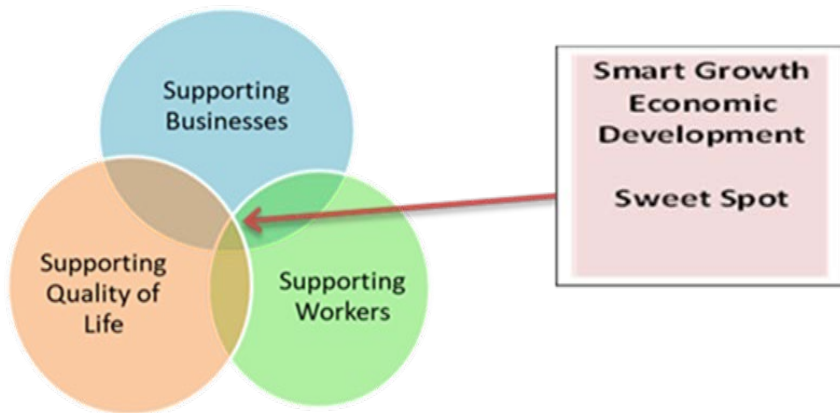 Supporting
Businesses
Supporting
Quality of
Life
Supporting
Workers
Smart Growth
Economic
Development
Sweet Spot